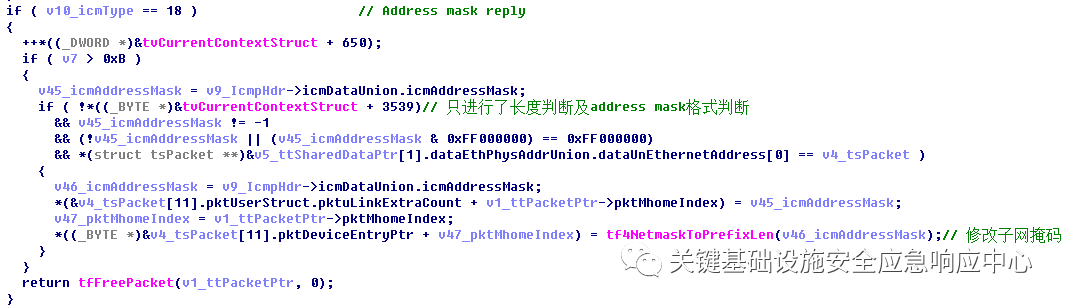 if ( v10_icmType == 18 ) // Address mask reply
{
++*((_DWORD *)&tvCurrentContextStruct + 650);
if ( v7 > 0xB )
{
v45_icmAddressMask = v9_IcmpHdr->icmDataUnion.icmAddressMask;
if ( !*((_BYTE *)&tvCurrentContextStruct + 3539)// 只进行了长度判断及address mask格式判断
&& v45_icmAddressMask != -1
&& (!v45_icmAddressMask || (v45_icmAddressMask & 0xFF000000) == 0xFF000000)
&& *(struct tsPacket **)&v5_ttSharedDataPtr[1].dataEthPhysAddrUnion.dataUnEthernetAddress[0] == v4_tsPacket )
{
v46_icmAddressMask = v9_IcmpHdr->icmDataUnion.icmAddressMask;
*(&v4_tsPacket[11].pktUserStruct.pktuLinkExtraCount + v1_ttPacketPtr->pktMhomeIndex) = v45_icmAddressMask;
v47_pktMhomeIndex = v1_ttPacketPtr->pktMhomeIndex;
*((_BYTE *)&v4_tsPacket[11].pktDeviceEntryPtr + v47_pktMhomeIndex) = tf4NetmaskToPrefixLen(v46_icmAddressMask);// 修改子网掩码
}
}
return tfFreePacket(v1_ttPacketPtr, 0);
}
关键基础设施安全应急响应中心